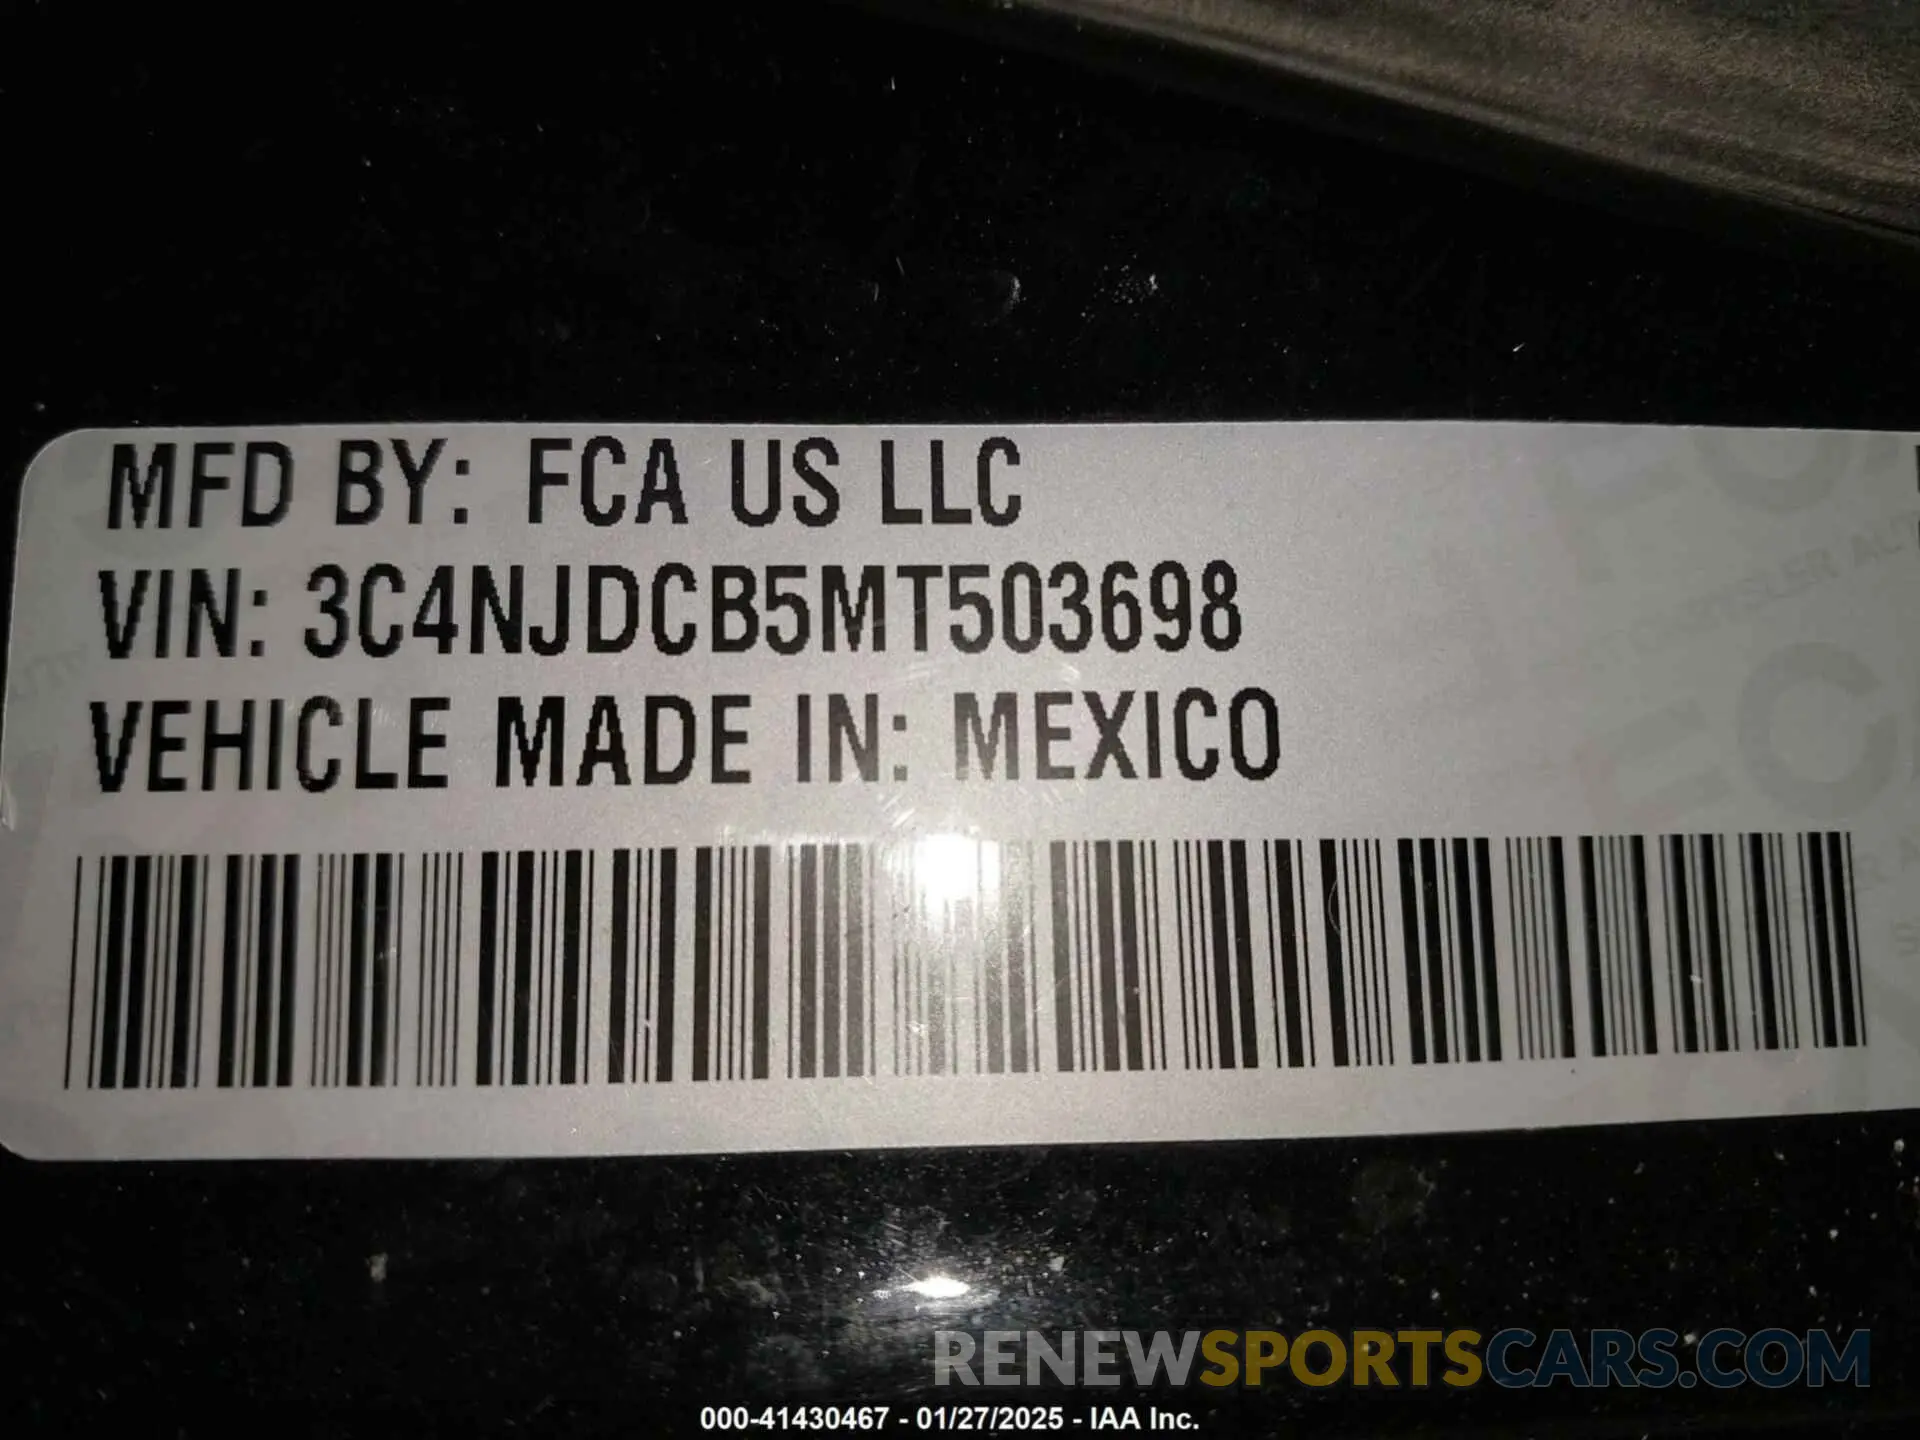 MFD BY: FCA US LLC
VIN: 3C4NJDCB5MT503698
VEHICLE MADE IN: MEXICO
RENEWSPORTSCARS.COM
000-41430467 - 01/27/2025 - IAA Inc.